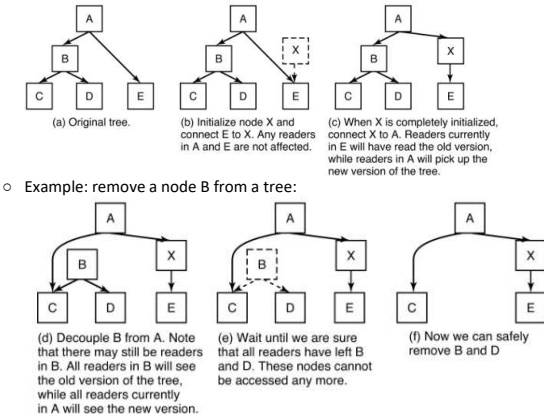 A
A
A
X
B
B
B
X
C
D
E
C
D
E
C
D
E
(a) Original tree.
(b) Initialize node X and
connect E to X. Any readers
in A and E are not affected.
(c) When X is completely initialized,
connect X to A. Readers currently
in E will have read the old version,
while readers in A will pick up the
new version of the tree.
○ Example: remove a node B from a tree:
A
A
A
B
X
B
X
X
C
D
E
C
D
E
C
E
(d) Decouple B from A. Note
that there may still be readers
in B. All readers in B will see
the old version of the tree,
while all readers currently
in A will see the new version.
(e) Wait until we are sure
that all readers have left B
and D. These nodes cannot
be accessed any more.
(f) Now we can safely
remove B and D